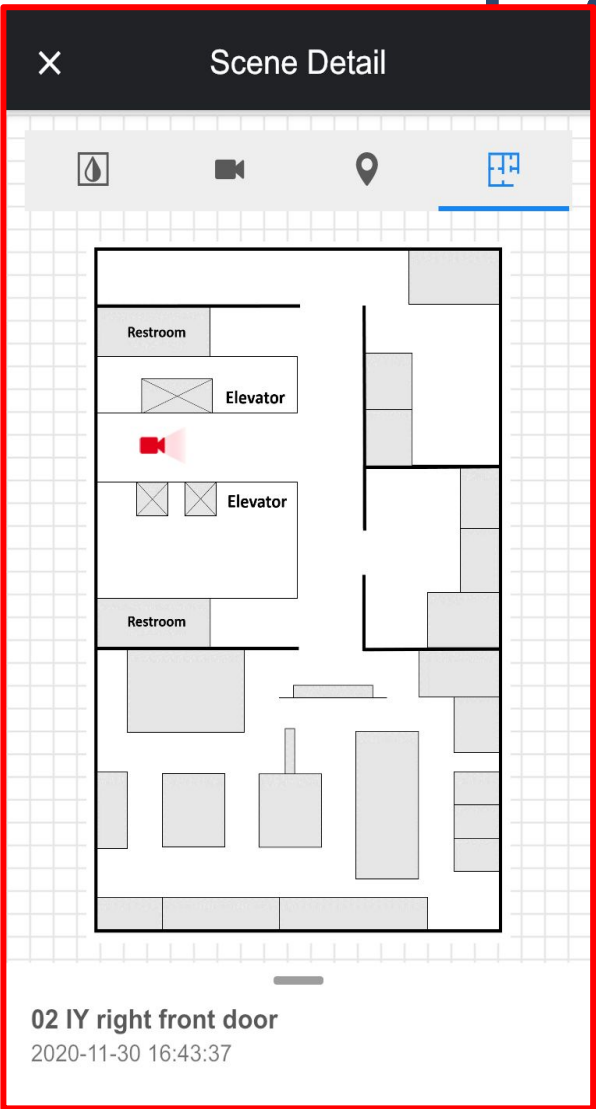 Scene Detail
Restroom
Elevator
Elevator
Restroom
02 IY right front door
2020-11-30 16:43:37